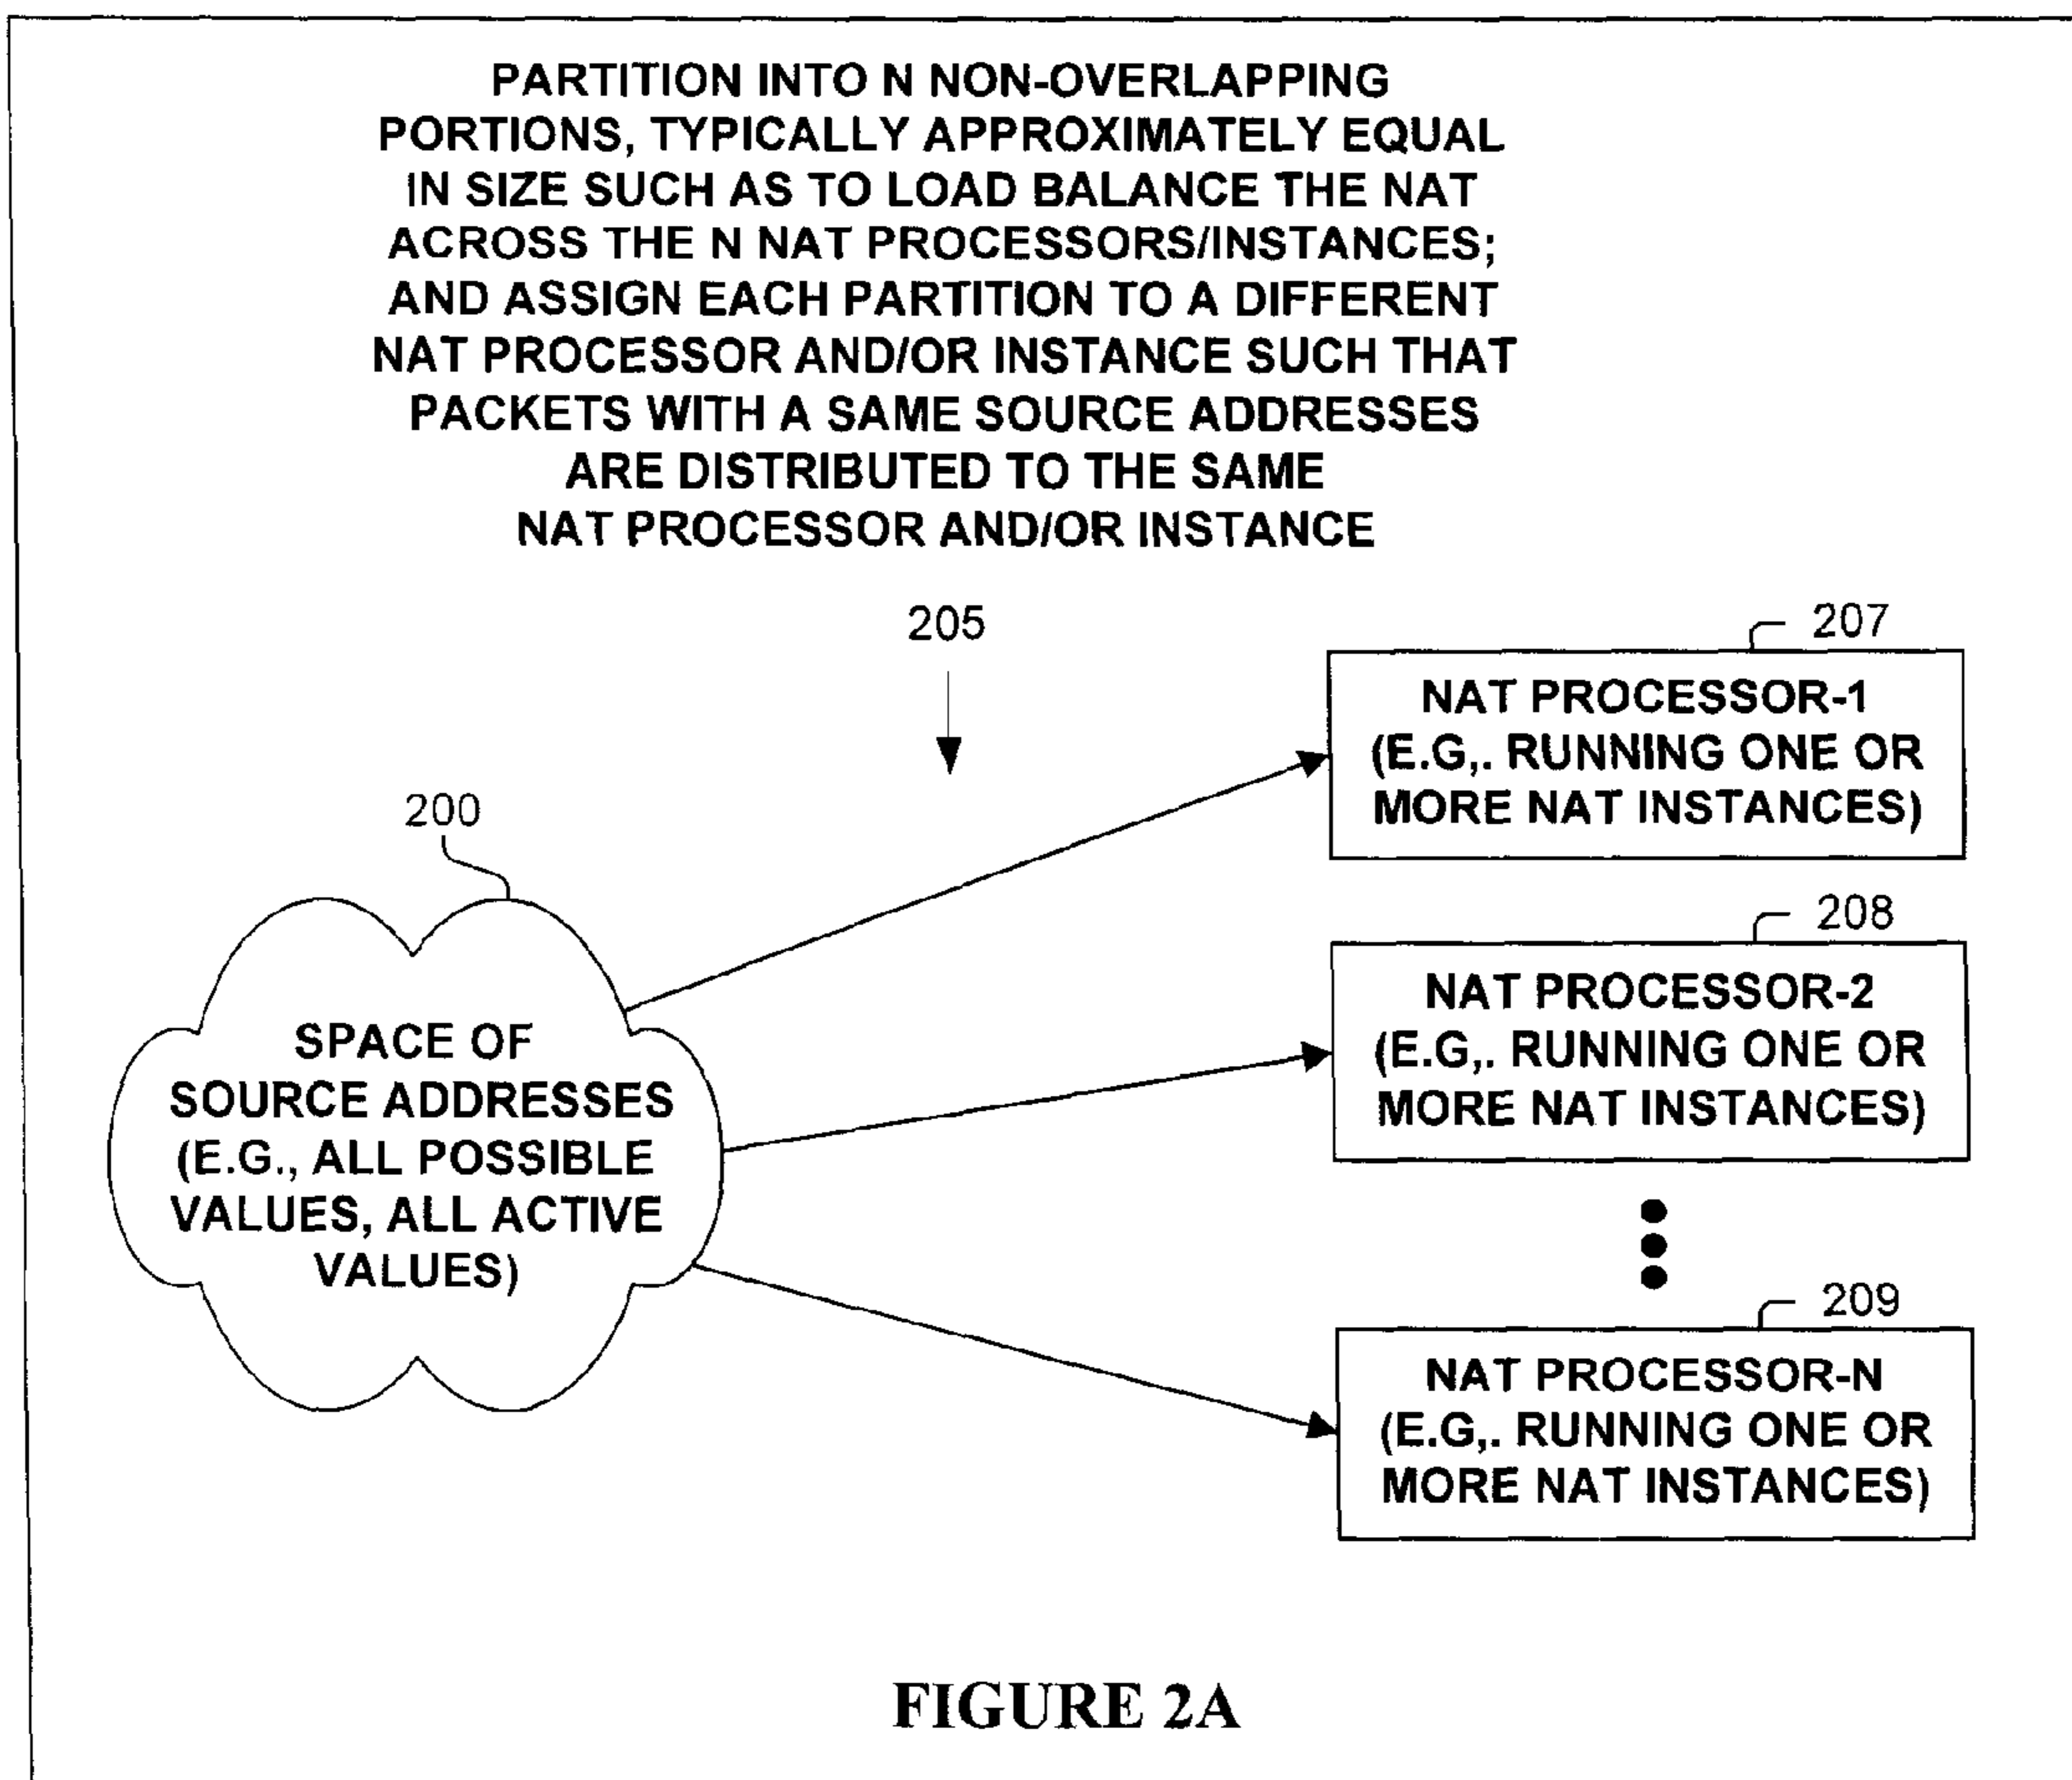 PARTITION INTO N NON-OVERLAPPING
PORTIONS, TYPICALLY APPROXIMATELY EQUAL
IN SIZE SUCH AS TO LOAD BALANCE THE NAT
ACROSS THE N NAT PROCESSORS/INSTANCES;
AND ASSIGN EACH PARTITION TO A DIFFERENT
NAT PROCESSOR AND/OR INSTANCE SUCH THAT
PACKETS WITH A SAME SOURCE ADDRESSES
ARE DISTRIBUTED TO THE SAME
NAT PROCESSOR AND/OR INSTANCE
205
207
NAT PROCESSOR-1
(E.G,. RUNNING ONE OR
MORE NAT INSTANCES)
200
SPACE OF
SOURCE ADDRESSES
(E.G., ALL POSSIBLE
VALUES, ALL ACTIVE
VALUES)
208
NAT PROCESSOR-2
(E.G,. RUNNING ONE OR
MORE NAT INSTANCES)
209
NAT PROCESSOR-N
(E.G,. RUNNING ONE OR
MORE NAT INSTANCES)
FIGURE 2A